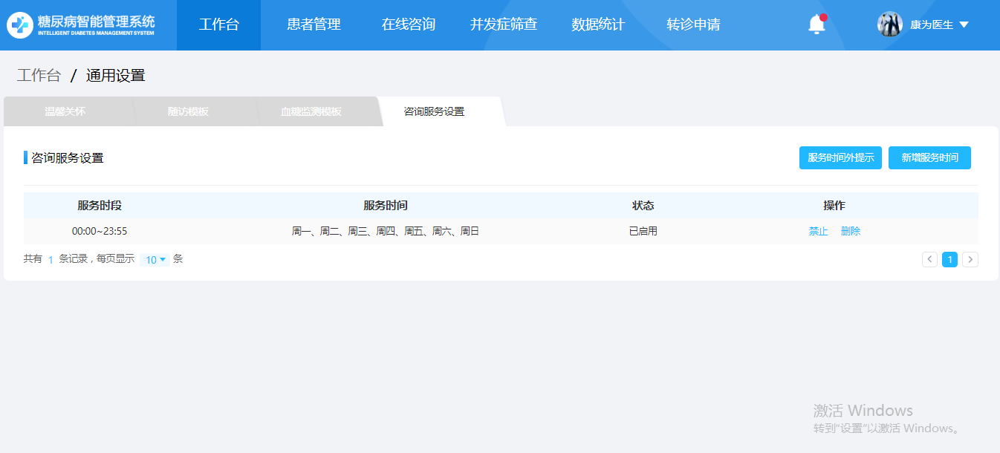 糖尿病智能管理系统
INTELLIGENT DIABETES MANAGEMENT SYSTEM
工作台 患者管理 在线咨询 并发症筛查 数据统计 转诊申请 康为医生
工作台 / 通用设置
温馨关怀 随访模板 血糖监测模板 咨询服务设置
咨询服务设置 服务时间外提示 新增服务时间
服务时段 服务时间 状态 操作
00:00~23:55 周一、周二、周三、周四、周五、周六、周日 已启用 禁止 删除
共有 1 条记录，每页显示 10 条 1
激活 Windows
转到"设置"以激活 Windows。